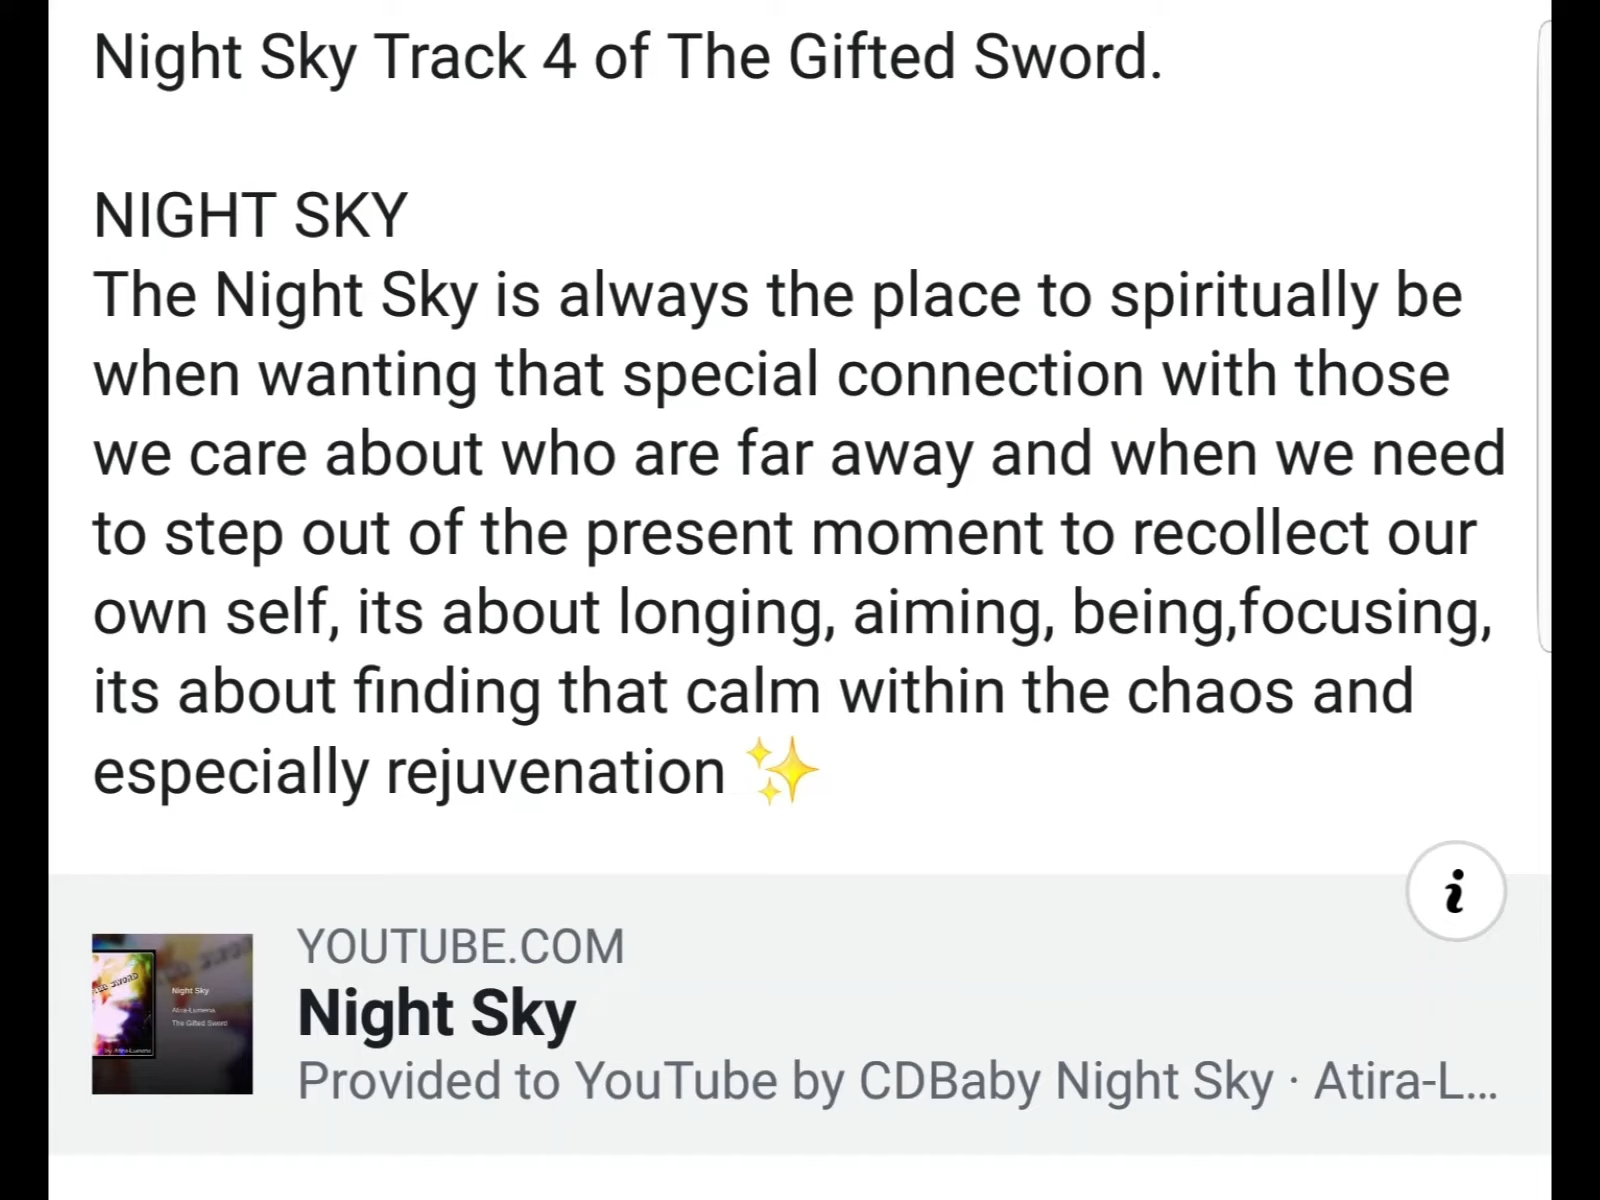 Night Sky Track 4 of The Gifted Sword.
NIGHT SKY
The Night Sky is always the place to spiritually be
when wanting that special connection with those
we care about who are far away and when we need
to step out of the present moment to recollect our
own self, its about longing, aiming, being,focusing,
its about finding that calm within the chaos and
especially rejuvenation ✨
i
YOUTUBE.COM
Night Sky
Provided to YouTube by CDBaby Night Sky · Atira-L...
Night Sky
Atira-Lumena
The Gifted Sword